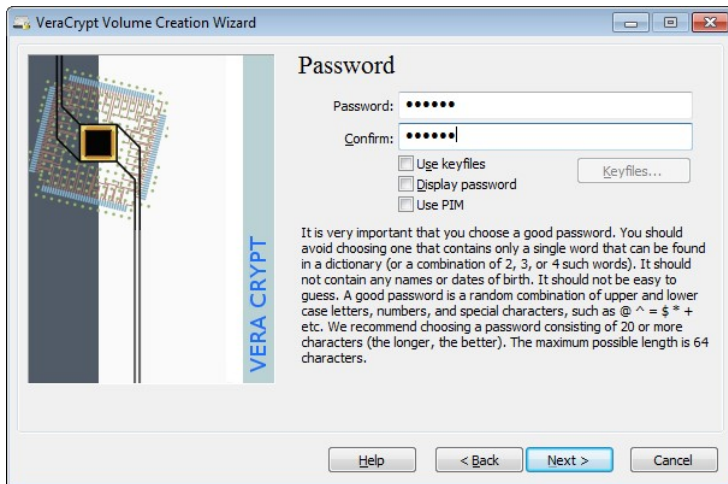 VeraCrypt Volume Creation Wizard
VERA CRYPT
Password
Password: ••••••
Confirm: ••••••
Use keyfiles
Keyfiles...
Display password
Use PIM
It is very important that you choose a good password. You should
avoid choosing one that contains only a single word that can be found
in a dictionary (or a combination of 2, 3, or 4 such words). It should
not contain any names or dates of birth. It should not be easy to
guess. A good password is a random combination of upper and lower
case letters, numbers, and special characters, such as @ ^ = $ * +
etc. We recommend choosing a password consisting of 20 or more
characters (the longer, the better). The maximum possible length is 64
characters.
Help
< Back
Next >
Cancel